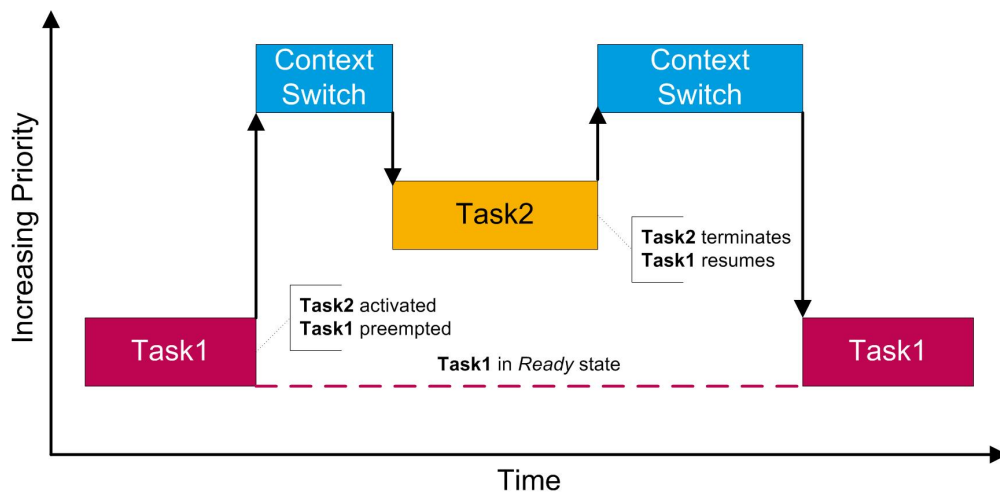 Increasing Priority
Context
Switch
Context
Switch
Task2
Task2 terminates
Task1 resumes
Task2 activated
Task1 preempted
Task1
Task1 in Ready state
Task1
Time